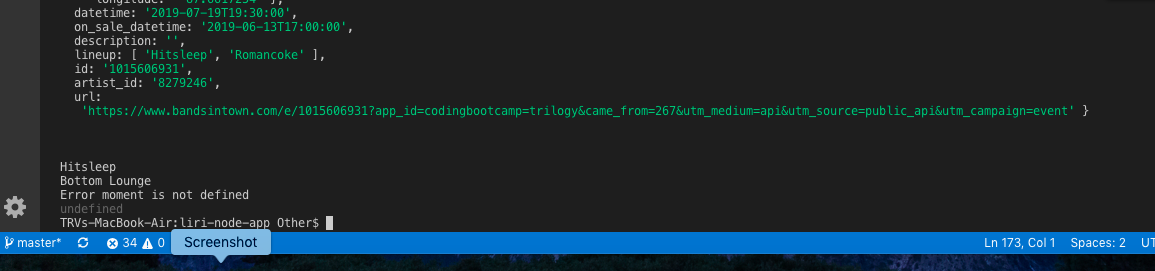 datetime: '2019-07-19T19:30:00',
on_sale_datetime: '2019-06-13T17:00:00',
description: '',
lineup: [ 'Hitsleep', 'Romancoke' ],
id: '1015606931',
artist_id: '8279246',
url:
'https://www.bandsintown.com/e/1015606931?app_id=codingbootcamp=trilogy&came_from=267&utm_medium=api&utm_source=public_api&utm_campaign=event' }
Hitsleep
Bottom Lounge
Error moment is not defined
undefined
TRVs-MacBook-Air:liri-node-app Other$
master* 34 0 Screenshot Ln 173, Col 1 Spaces: 2 UT